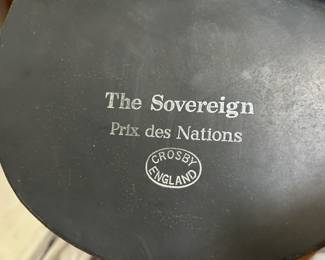 The Sovereign
Prix des Nations
CROSBY
ENGLAND